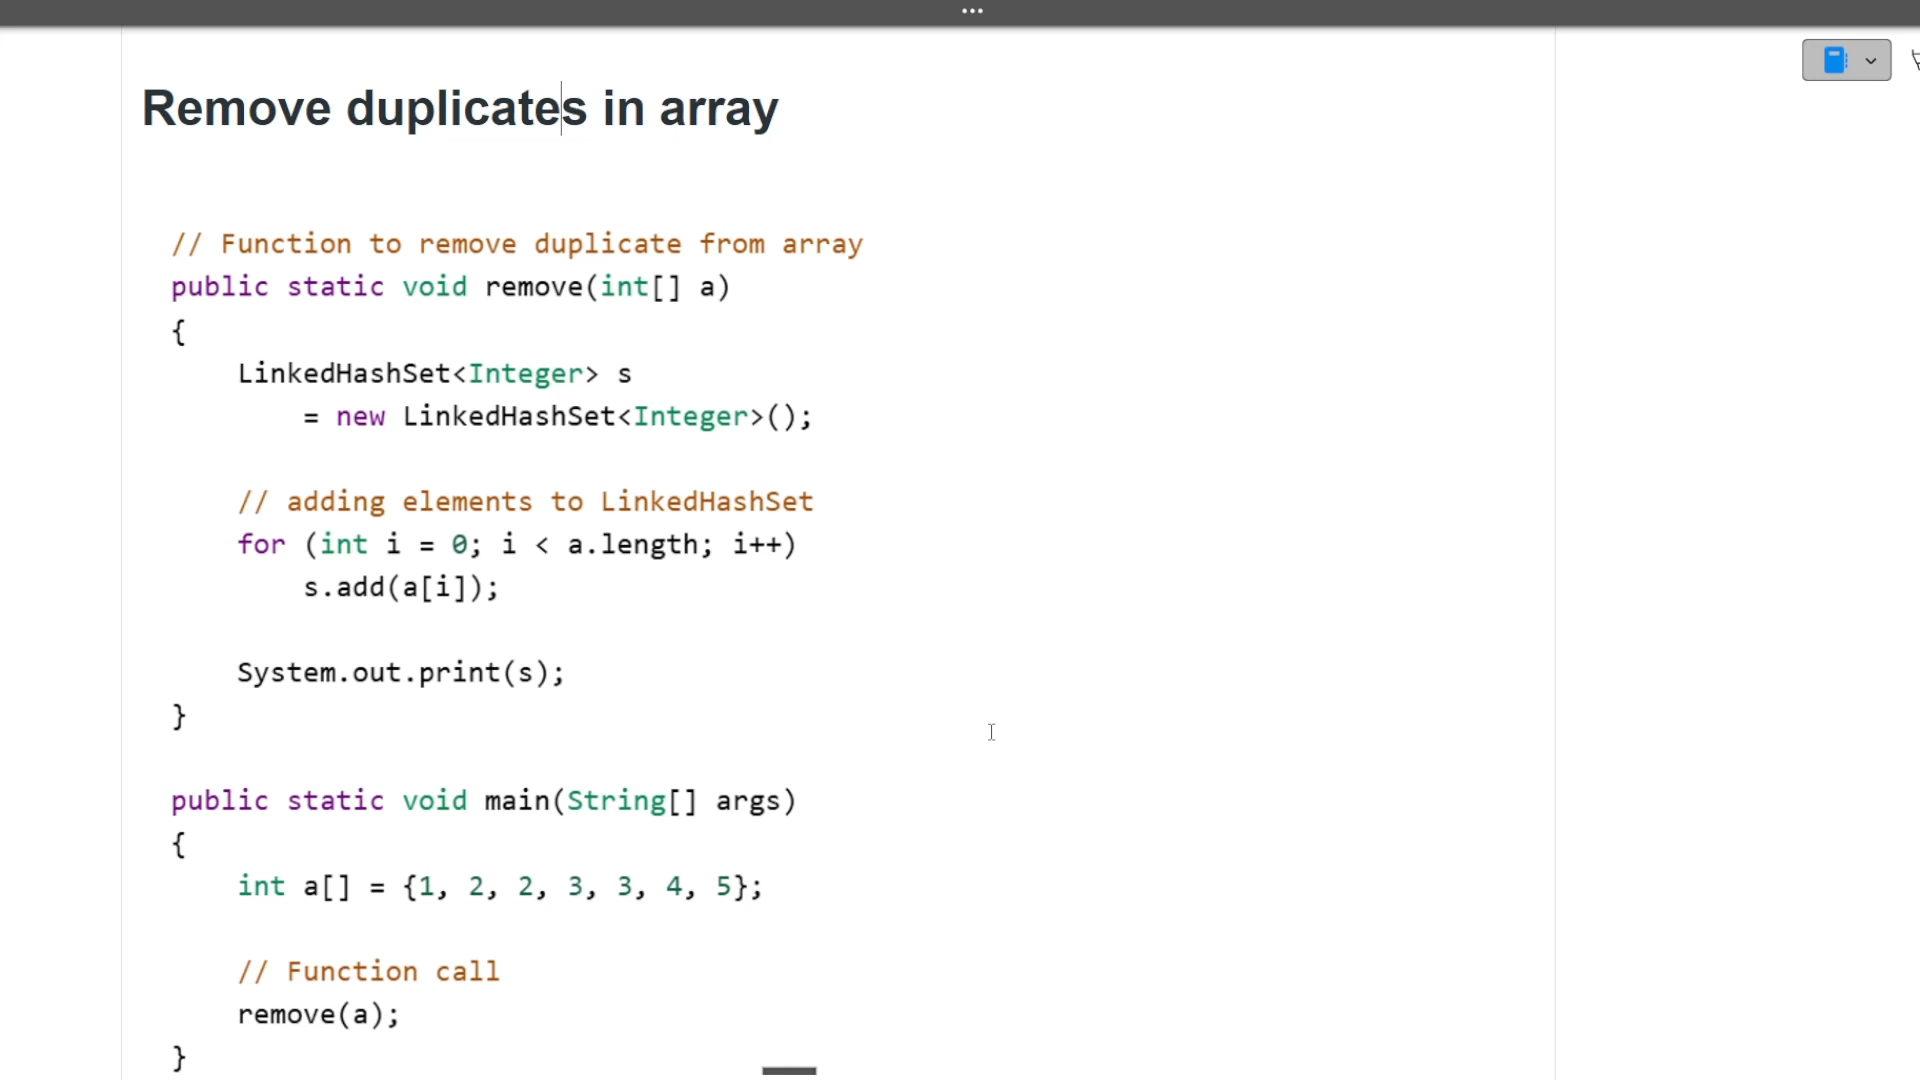 Remove duplicates in array
// Function to remove duplicate from array
public static void remove(int[] a)
{
LinkedHashSet<Integer> s
= new LinkedHashSet<Integer>();
// adding elements to LinkedHashSet
for (int i = 0; i < a.length; i++)
s.add(a[i]);
System.out.print(s);
}
public static void main(String[] args)
{
int a[] = {1, 2, 2, 3, 3, 4, 5};
// Function call
remove(a);
}